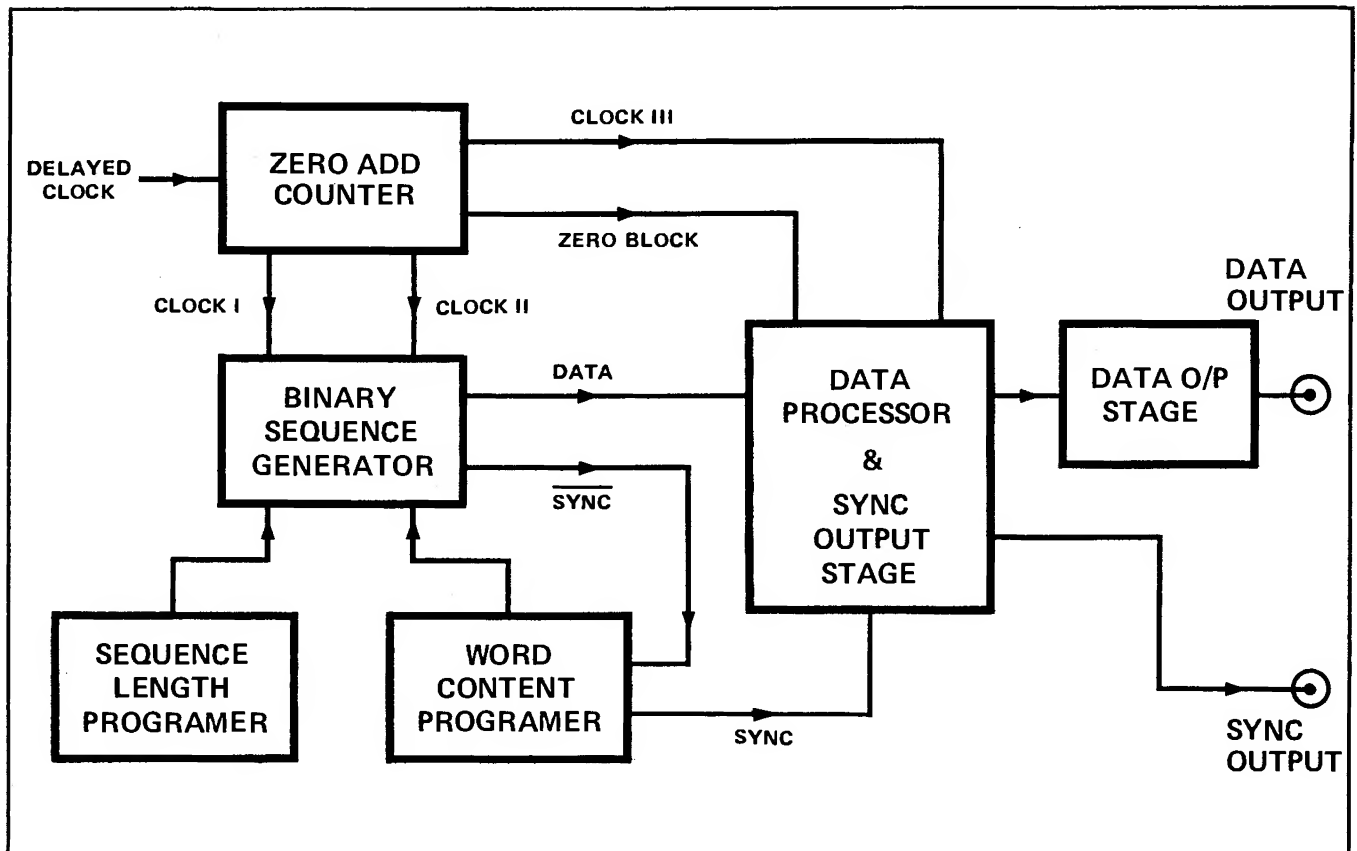 CLOCK III
DELAYED
CLOCK
ZERO ADD
COUNTER
ZERO BLOCK
CLOCK I
CLOCK II
DATA
OUTPUT
BINARY
SEQUENCE
GENERATOR
DATA
SYNC
DATA
PROCESSOR
&
SYNC
OUTPUT
STAGE
DATA O/P
STAGE
SEQUENCE
LENGTH
PROGRAMER
WORD
CONTENT
PROGRAMER
SYNC
SYNC
OUTPUT